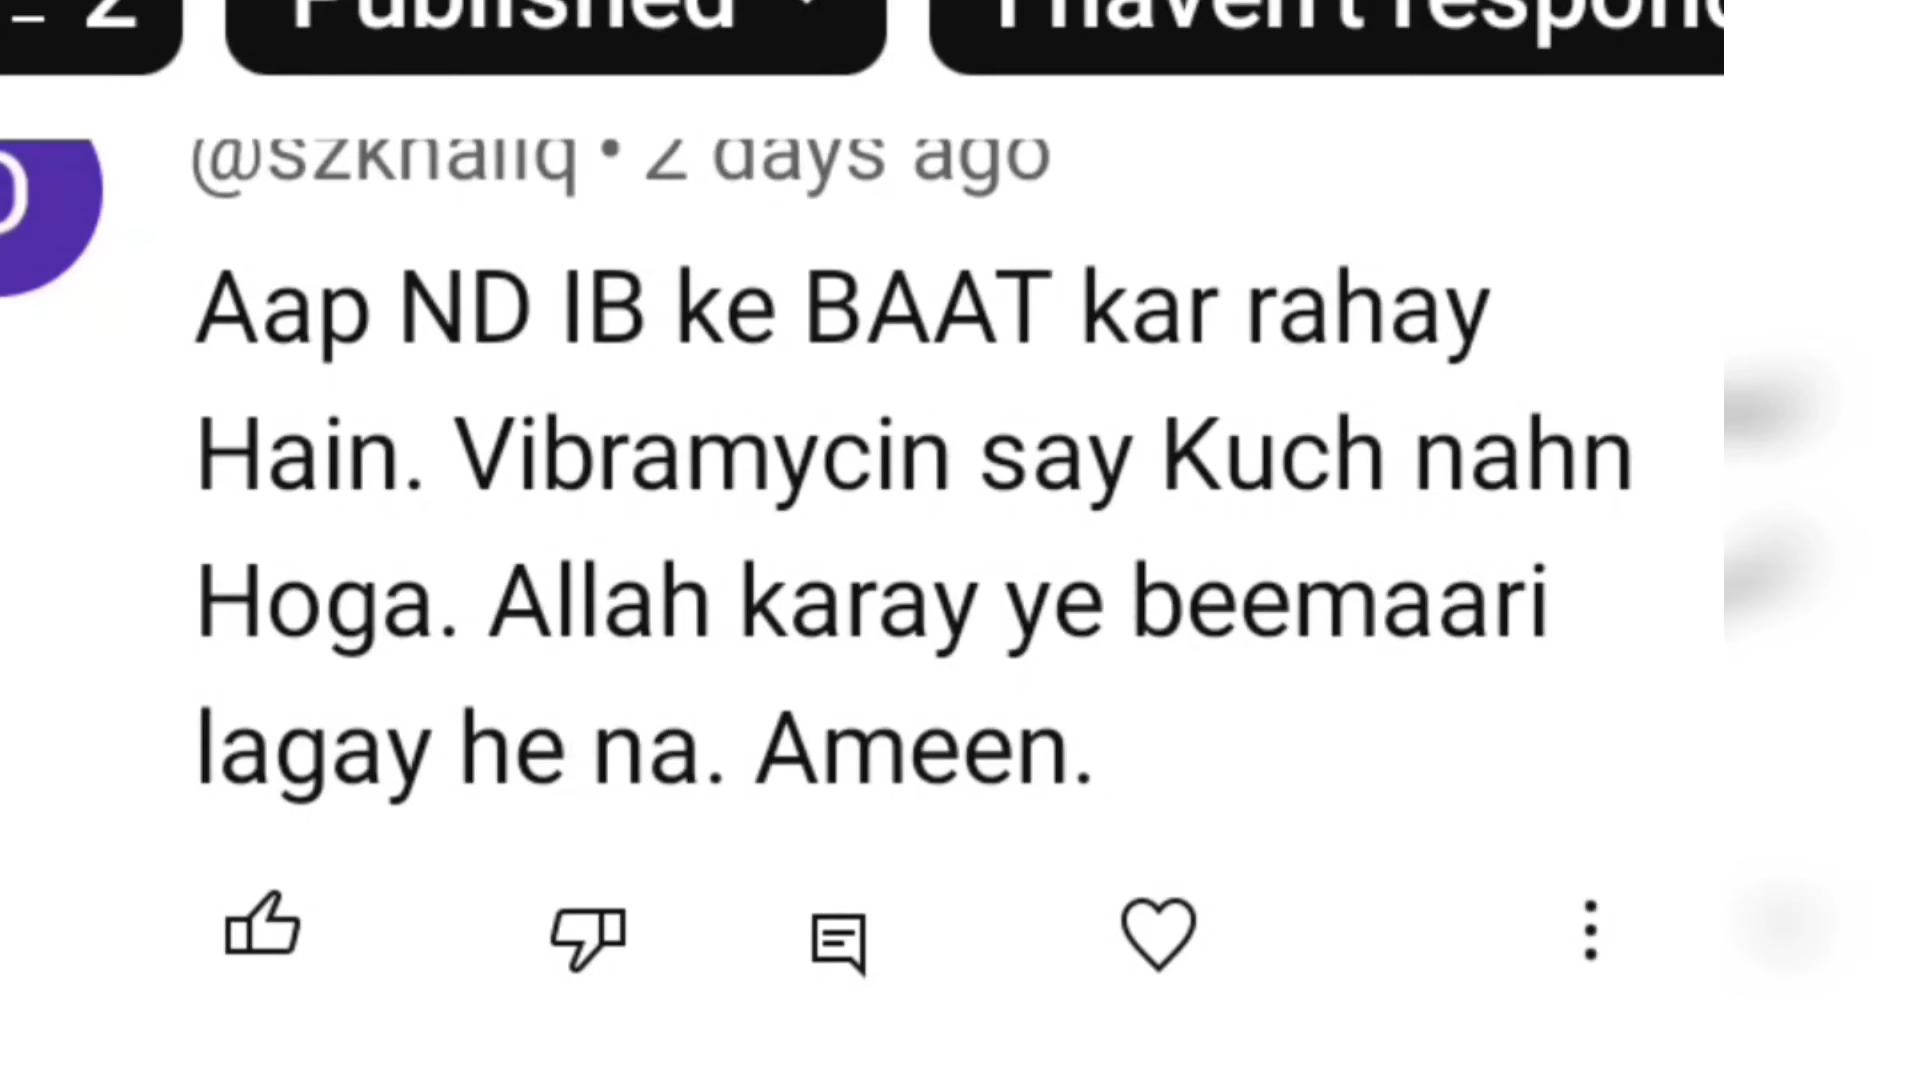 2
Published
I haven't respond
@szkhaliq • 2 days ago
Aap ND IB ke BAAT kar rahay
Hain. Vibramycin say Kuch nahn
Hoga. Allah karay ye beemaari
lagay he na. Ameen.